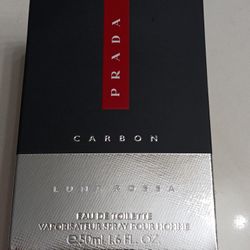 PRADA
CARBON
LUNA ROSSA
EAU DE TOILETTE
VAPORISATEUR SPRAY POUR HOMME
℮ 50ml 1.6 FL. OZ.